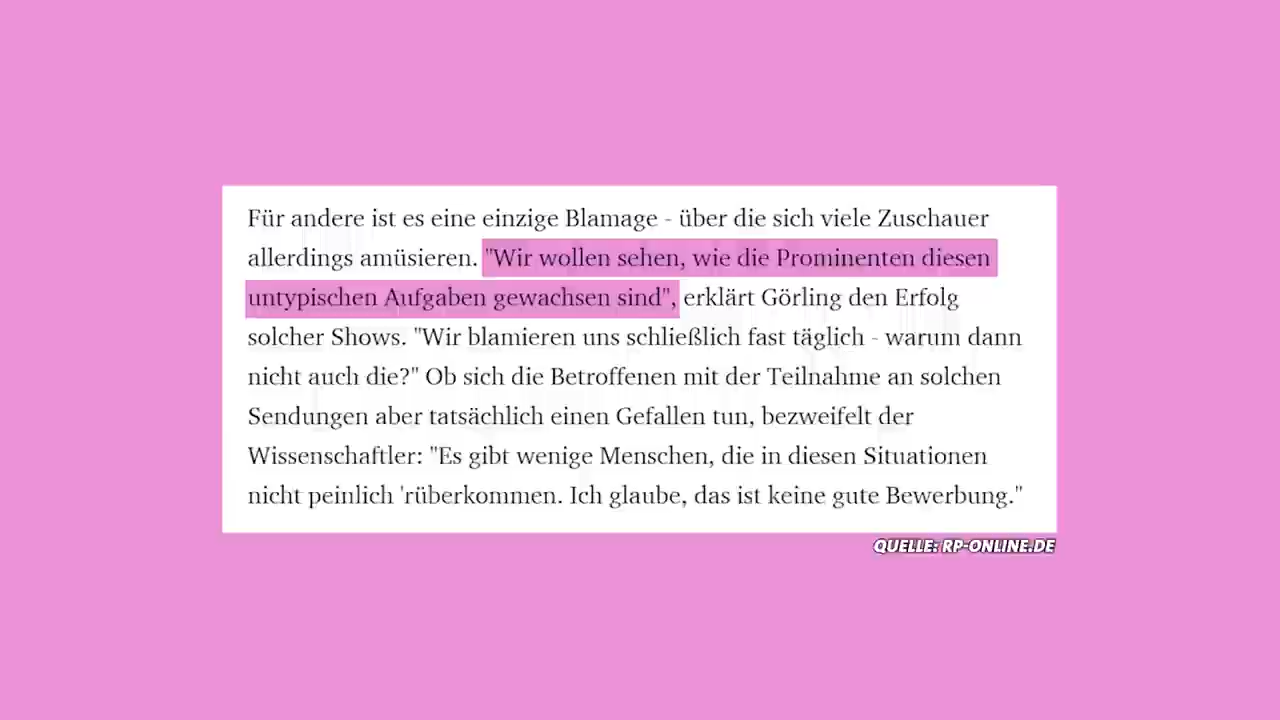 Für andere ist es eine einzige Blamage - über die sich viele Zuschauer
allerdings amüsieren. "Wir wollen sehen, wie die Prominenten diesen
untypischen Aufgaben gewachsen sind", erklärt Görling den Erfolg
solcher Shows. "Wir blamieren uns schließlich fast täglich - warum dann
nicht auch die?" Ob sich die Betroffenen mit der Teilnahme an solchen
Sendungen aber tatsächlich einen Gefallen tun, bezweifelt der
Wissenschaftler: "Es gibt wenige Menschen, die in diesen Situationen
nicht peinlich 'rüberkommen. Ich glaube, das ist keine gute Bewerbung."
QUELLE: RP-ONLINE.DE